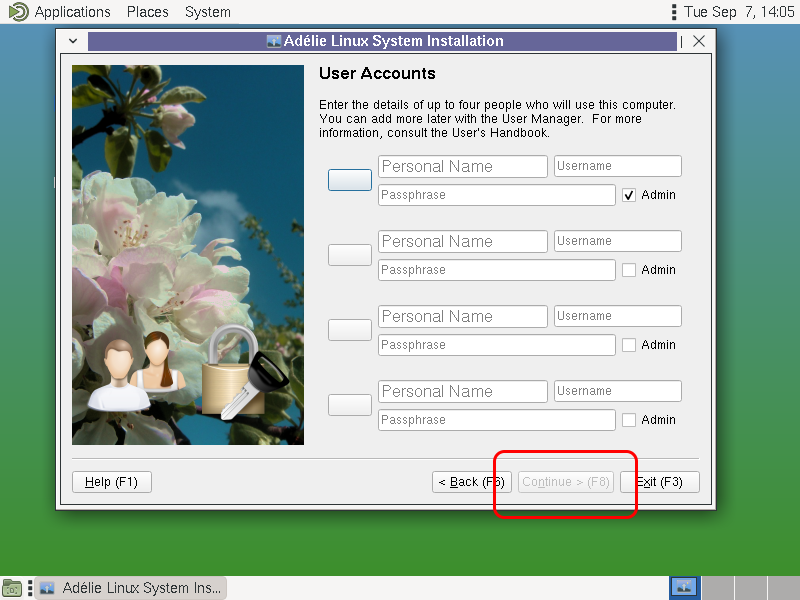 Applications Places System
Tue Sep 7, 14:05
Adélie Linux System Installation
User Accounts
Enter the details of up to four people who will use this computer.
You can add more later with the User Manager. For more
information, consult the User's Handbook.
Personal Name Username
Passphrase Admin
Personal Name Username
Passphrase Admin
Personal Name Username
Passphrase Admin
Personal Name Username
Passphrase Admin
Help (F1) < Back (F6) Continue > (F8) Exit (F3)
Adélie Linux System Ins...